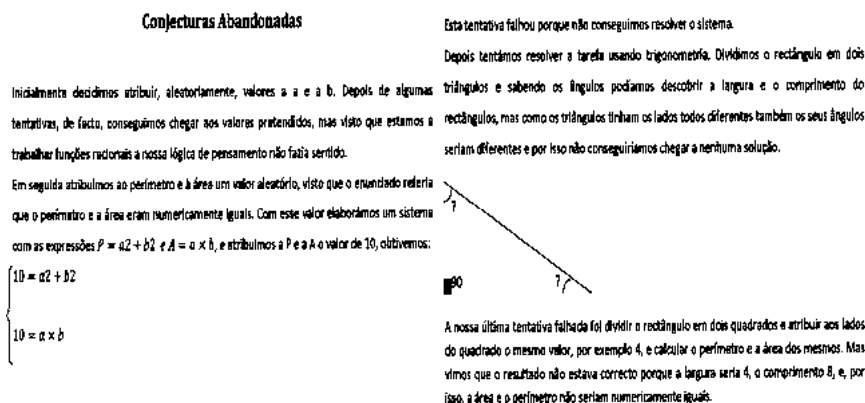 Conjecturas Abandonadas
Inicialmente decidimos atribuir, aleatoriamente, valores a a e a b. Depois de algumas
tentativas, de facto, conseguimos chegar aos valores pretendidos, mas visto que estamos a
trabalhar funções racionais a nossa lógica de pensamento não fazia sentido.
Em seguida atribuímos ao perímetro e à área um valor aleatório, visto que o enunciado referia
que o perímetro e a área eram numericamente iguais. Com esse valor elaborámos um sistema
com as expressões P = a2 + b2 e A = a × b, e atribuímos a P e a A o valor de 10, obtivemos:
10 = a2 + b2
10 = a × b
Esta tentativa falhou porque não conseguimos resolver o sistema.
Depois tentámos resolver a tarefa usando trigonometria. Dividimos o rectângulo em dois
triângulos e sabendo os ângulos podíamos descobrir a largura e o comprimento do
rectângulos, mas como os triângulos tinham os lados todos diferentes também os seus ângulos
seriam diferentes e por isso não conseguiríamos chegar a nenhuma solução.
?
90 ?
A nossa última tentativa falhada foi dividir o rectângulo em dois quadrados e atribuir aos lados
do quadrado o mesmo valor, por exemplo 4, e calcular o perímetro e a área dos mesmos. Mas
vimos que o resultado não estava correcto porque a largura seria 4, o comprimento 8, e, por
isso, a área e o perímetro não seriam numericamente iguais.